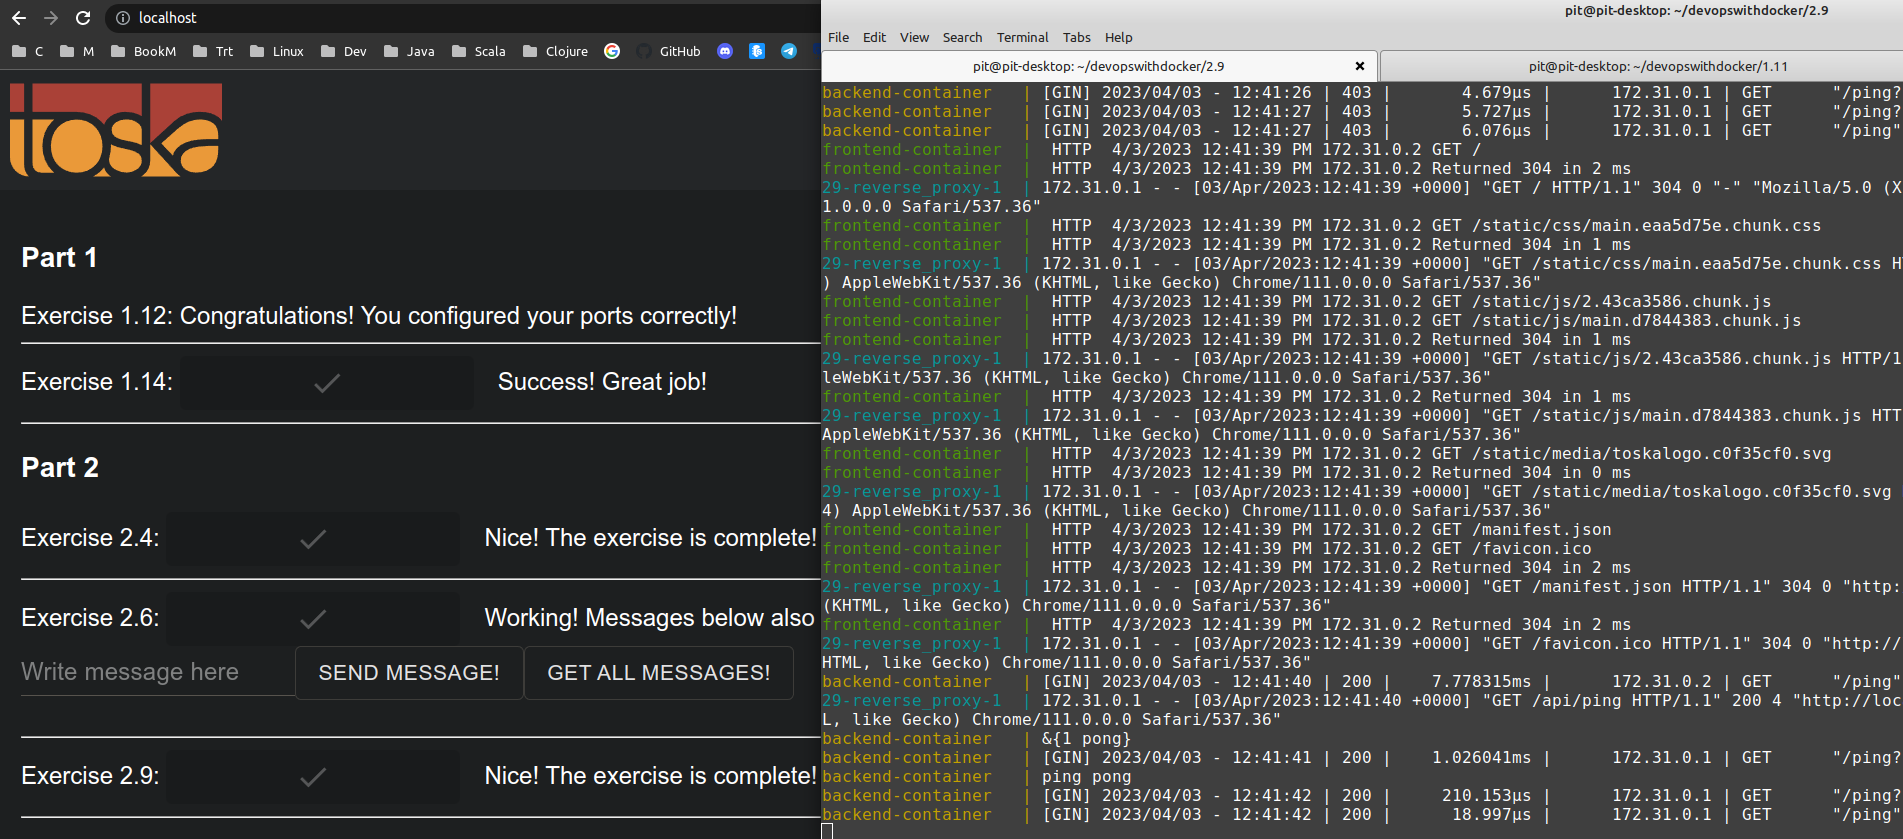 localhost
C M BookM Trt Linux Dev Java Scala Clojure GitHub
toska
Part 1
Exercise 1.12: Congratulations! You configured your ports correctly!
Exercise 1.14: Success! Great job!
Part 2
Exercise 2.4: Nice! The exercise is complete!
Exercise 2.6: Working! Messages below also
Write message here SEND MESSAGE! GET ALL MESSAGES!
Exercise 2.9: Nice! The exercise is complete!
pit@pit-desktop: ~/devopswithdocker/2.9
File Edit View Search Terminal Tabs Help
pit@pit-desktop: ~/devopswithdocker/2.9 × pit@pit-desktop: ~/devopswithdocker/1.11
backend-container | [GIN] 2023/04/03 - 12:41:26 | 403 | 4.679µs | 172.31.0.1 | GET "/ping?
backend-container | [GIN] 2023/04/03 - 12:41:27 | 403 | 5.727µs | 172.31.0.1 | GET "/ping?
backend-container | [GIN] 2023/04/03 - 12:41:27 | 403 | 6.076µs | 172.31.0.1 | GET "/ping"
frontend-container | HTTP 4/3/2023 12:41:39 PM 172.31.0.2 GET /
frontend-container | HTTP 4/3/2023 12:41:39 PM 172.31.0.2 Returned 304 in 2 ms
29-reverse_proxy-1 | 172.31.0.1 - - [03/Apr/2023:12:41:39 +0000] "GET / HTTP/1.1" 304 0 "-" "Mozilla/5.0 (X
1.0.0.0 Safari/537.36"
frontend-container | HTTP 4/3/2023 12:41:39 PM 172.31.0.2 GET /static/css/main.eaa5d75e.chunk.css
frontend-container | HTTP 4/3/2023 12:41:39 PM 172.31.0.2 Returned 304 in 1 ms
29-reverse_proxy-1 | 172.31.0.1 - - [03/Apr/2023:12:41:39 +0000] "GET /static/css/main.eaa5d75e.chunk.css HT
) AppleWebKit/537.36 (KHTML, like Gecko) Chrome/111.0.0.0 Safari/537.36"
frontend-container | HTTP 4/3/2023 12:41:39 PM 172.31.0.2 GET /static/js/2.43ca3586.chunk.js
frontend-container | HTTP 4/3/2023 12:41:39 PM 172.31.0.2 GET /static/js/main.d7844383.chunk.js
frontend-container | HTTP 4/3/2023 12:41:39 PM 172.31.0.2 Returned 304 in 1 ms
29-reverse_proxy-1 | 172.31.0.1 - - [03/Apr/2023:12:41:39 +0000] "GET /static/js/2.43ca3586.chunk.js HTTP/1
leWebKit/537.36 (KHTML, like Gecko) Chrome/111.0.0.0 Safari/537.36"
frontend-container | HTTP 4/3/2023 12:41:39 PM 172.31.0.2 Returned 304 in 1 ms
29-reverse_proxy-1 | 172.31.0.1 - - [03/Apr/2023:12:41:39 +0000] "GET /static/js/main.d7844383.chunk.js HTT
AppleWebKit/537.36 (KHTML, like Gecko) Chrome/111.0.0.0 Safari/537.36"
frontend-container | HTTP 4/3/2023 12:41:39 PM 172.31.0.2 GET /static/media/toskalogo.c0f35cf0.svg
frontend-container | HTTP 4/3/2023 12:41:39 PM 172.31.0.2 Returned 304 in 0 ms
29-reverse_proxy-1 | 172.31.0.1 - - [03/Apr/2023:12:41:39 +0000] "GET /static/media/toskalogo.c0f35cf0.svg
4) AppleWebKit/537.36 (KHTML, like Gecko) Chrome/111.0.0.0 Safari/537.36"
frontend-container | HTTP 4/3/2023 12:41:39 PM 172.31.0.2 GET /manifest.json
frontend-container | HTTP 4/3/2023 12:41:39 PM 172.31.0.2 GET /favicon.ico
frontend-container | HTTP 4/3/2023 12:41:39 PM 172.31.0.2 Returned 304 in 2 ms
29-reverse_proxy-1 | 172.31.0.1 - - [03/Apr/2023:12:41:39 +0000] "GET /manifest.json HTTP/1.1" 304 0 "http:
(KHTML, like Gecko) Chrome/111.0.0.0 Safari/537.36"
frontend-container | HTTP 4/3/2023 12:41:39 PM 172.31.0.2 Returned 304 in 2 ms
29-reverse_proxy-1 | 172.31.0.1 - - [03/Apr/2023:12:41:39 +0000] "GET /favicon.ico HTTP/1.1" 304 0 "http://
HTML, like Gecko) Chrome/111.0.0.0 Safari/537.36"
backend-container | [GIN] 2023/04/03 - 12:41:40 | 200 | 7.778315ms | 172.31.0.2 | GET "/ping"
29-reverse_proxy-1 | 172.31.0.1 - - [03/Apr/2023:12:41:40 +0000] "GET /api/ping HTTP/1.1" 200 4 "http://loc
L, like Gecko) Chrome/111.0.0.0 Safari/537.36"
backend-container | &{1 pong}
backend-container | [GIN] 2023/04/03 - 12:41:41 | 200 | 1.026041ms | 172.31.0.1 | GET "/ping?
backend-container | ping pong
backend-container | [GIN] 2023/04/03 - 12:41:42 | 200 | 210.153µs | 172.31.0.1 | GET "/ping?
backend-container | [GIN] 2023/04/03 - 12:41:42 | 200 | 18.997µs | 172.31.0.1 | GET "/ping"